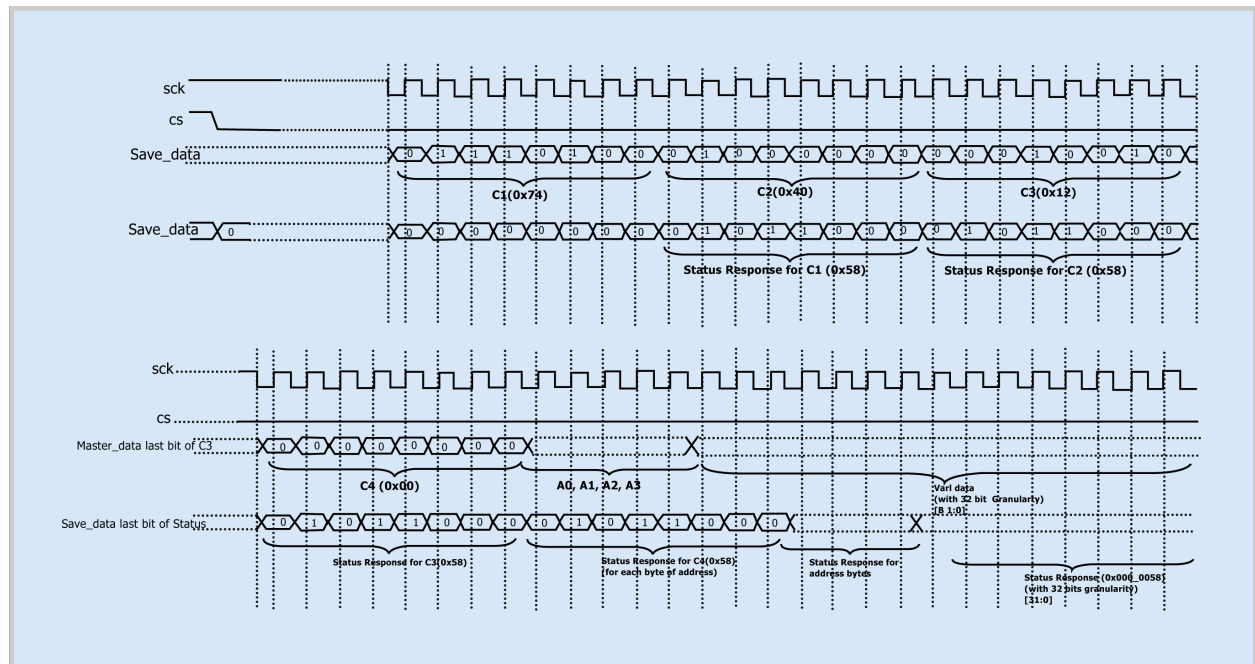 sck
cs
Save_data
0 1 1 1 0 1 0 0 0 1 0 0 0 0 0 0 0 0 0 1 0 0 1 0
C1(0x74)
C2(0x40)
C3(0x12)
Save_data
0
0 0 0 0 0 0 0 0 0 1 0 1 1 0 0 0 0 1 0 1 1 0 0 0
Status Response for C1 (0x58)
Status Response for C2 (0x58)
sck
cs
Master_data last bit of C3
0 0 0 0 0 0 0 0
C4 (0x00)
A0, A1, A2, A3
Varl data
(with 32 bit Granularty)
[B 1:0]
Save_data last bit of Status
0 1 0 1 1 0 0 0 0 1 0 1 1 0 0 0
Status Response for C3(0x58)
Status Response for C4(0x58)
(for each byte of address)
Status Response for
address bytes
Status Response (0x000_0058)
(with 32 bits granularity)
[31:0]